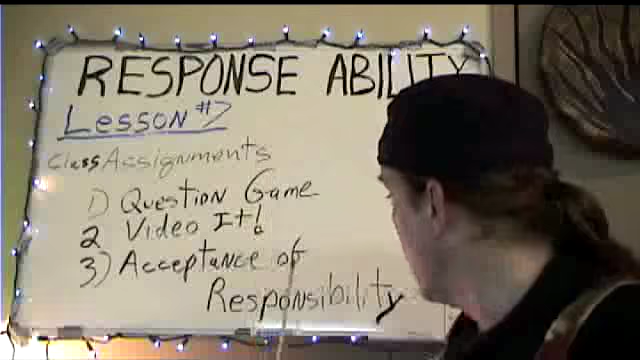 RESPONSE ABILITY
Lesson #7
Class Assignments
1) Question Game
2 Video It!
3) Acceptance of
Responsibility